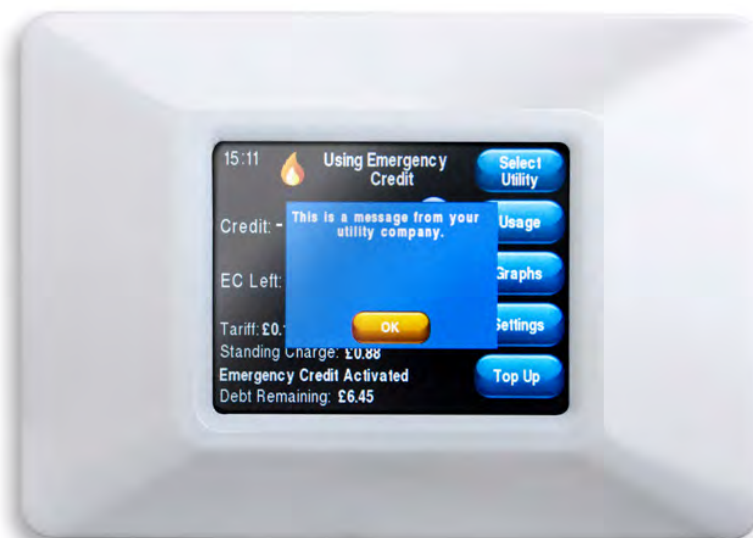 15:11
Using Emergency
Credit
Select
Utility
This is a message from your
utility company.
Credit: -
Usage
EC Left:
Graphs
Tariff: £0.
OK
Settings
Standing Charge: £0.88
Emergency Credit Activated
Top Up
Debt Remaining: £6.45